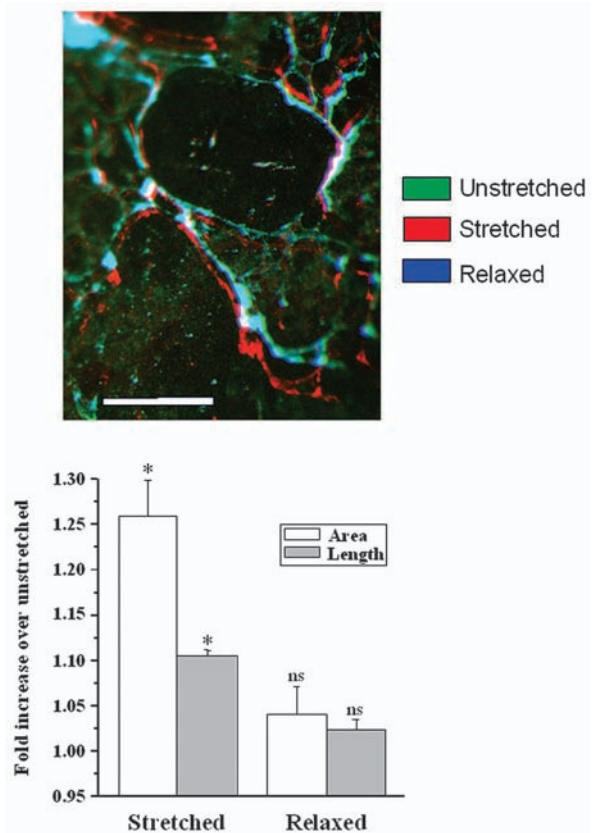 Unstretched
Stretched
Relaxed
Fold increase over unstretched
1.30
1.25
1.20
1.15
1.10
1.05
1.00
0.95
*
*
ns
ns
Area
Length
Stretched
Relaxed